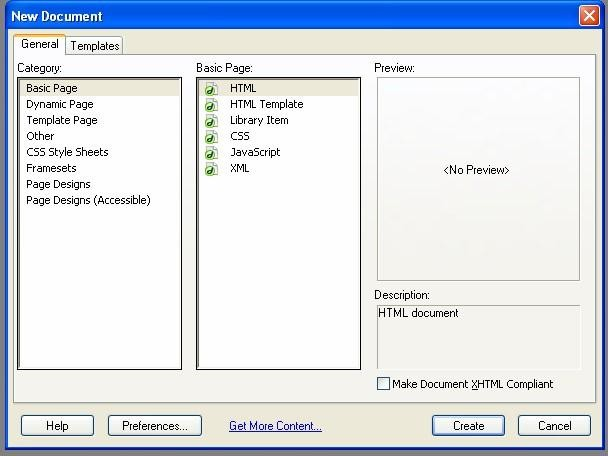 New Document
General
Templates
Category:
Basic Page
Dynamic Page
Template Page
Other
CSS Style Sheets
Framesets
Page Designs
Page Designs (Accessible)
Basic Page:
HTML
HTML Template
Library Item
CSS
JavaScript
XML
Preview:
<No Preview>
Description:
HTML document
Make Document XHTML Compliant
Help
Preferences...
Get More Content...
Create
Cancel